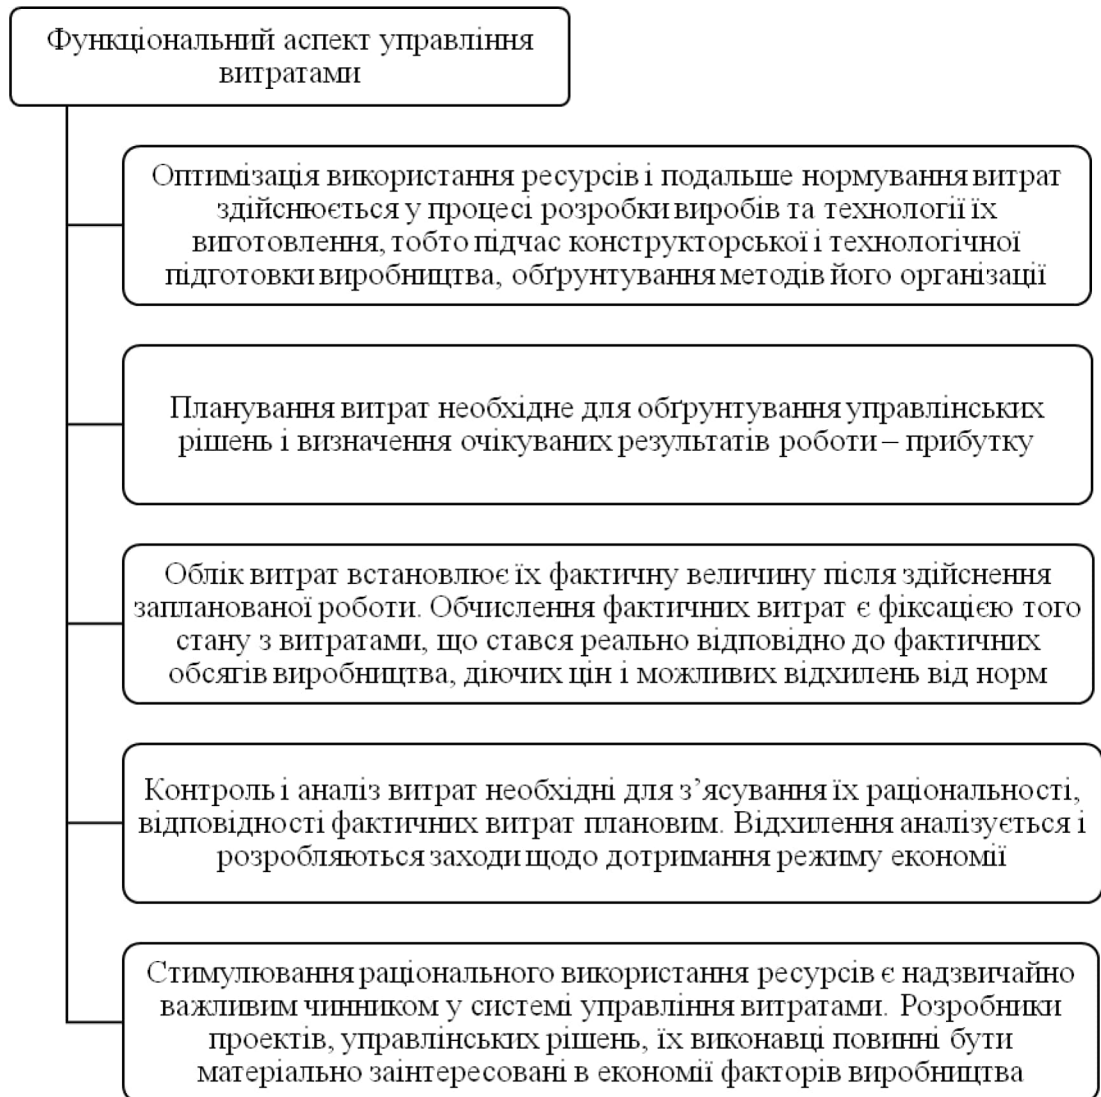 Функціональний аспект управління
витратами
Оптимізація використання ресурсів і подальше нормування витрат
здійснюється у процесі розробки виробів та технології їх
виготовлення, тобто підчас конструкторської і технологічної
підготовки виробництва, обґрунтування методів його організації
Планування витрат необхідне для обґрунтування управлінських
рішень і визначення очікуваних результатів роботи – прибутку
Облік витрат встановлює їх фактичну величину після здійснення
запланованої роботи. Обчислення фактичних витрат є фіксацією того
стану з витратами, що стався реально відповідно до фактичних
обсягів виробництва, діючих цін і можливих відхилень від норм
Контроль і аналіз витрат необхідні для з’ясування їх раціональності,
відповідності фактичних витрат плановим. Відхилення аналізується і
розробляються заходи щодо дотримання режиму економії
Стимулювання раціонального використання ресурсів є надзвичайно
важливим чинником у системі управління витратами. Розробники
проектів, управлінських рішень, їх виконавці повинні бути
матеріально заінтересовані в економії факторів виробництва